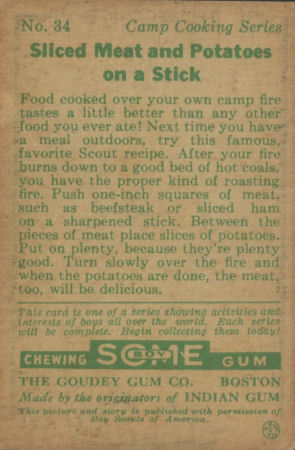 No. 34 Camp Cooking Series
Sliced Meat and Potatoes
on a Stick
Food cooked over your own camp fire
tastes a little better than any other
food you ever ate! Next time you have
a meal outdoors, try this famous,
favorite Scout recipe. After your fire
burns down to a good bed of hot coals,
you have the proper kind of roasting
fire. Push one-inch squares of meat,
such as beefsteak or sliced ham
on a sharpened stick. Between the
pieces of meat place slices of potatoes.
Put on plenty, because they're plenty
good. Turn slowly over the fire and
when the potatoes are done, the meat,
too, will be delicious.
This card is one of a series showing activities and
interests of boys all over the world. Each series
will be complete. Begin collecting them today!
CHEWING SOME BOY GUM
THE GOUDEY GUM CO. BOSTON
Made by the originators of INDIAN GUM
This picture and story is published with permission of
Boy Scouts of America.